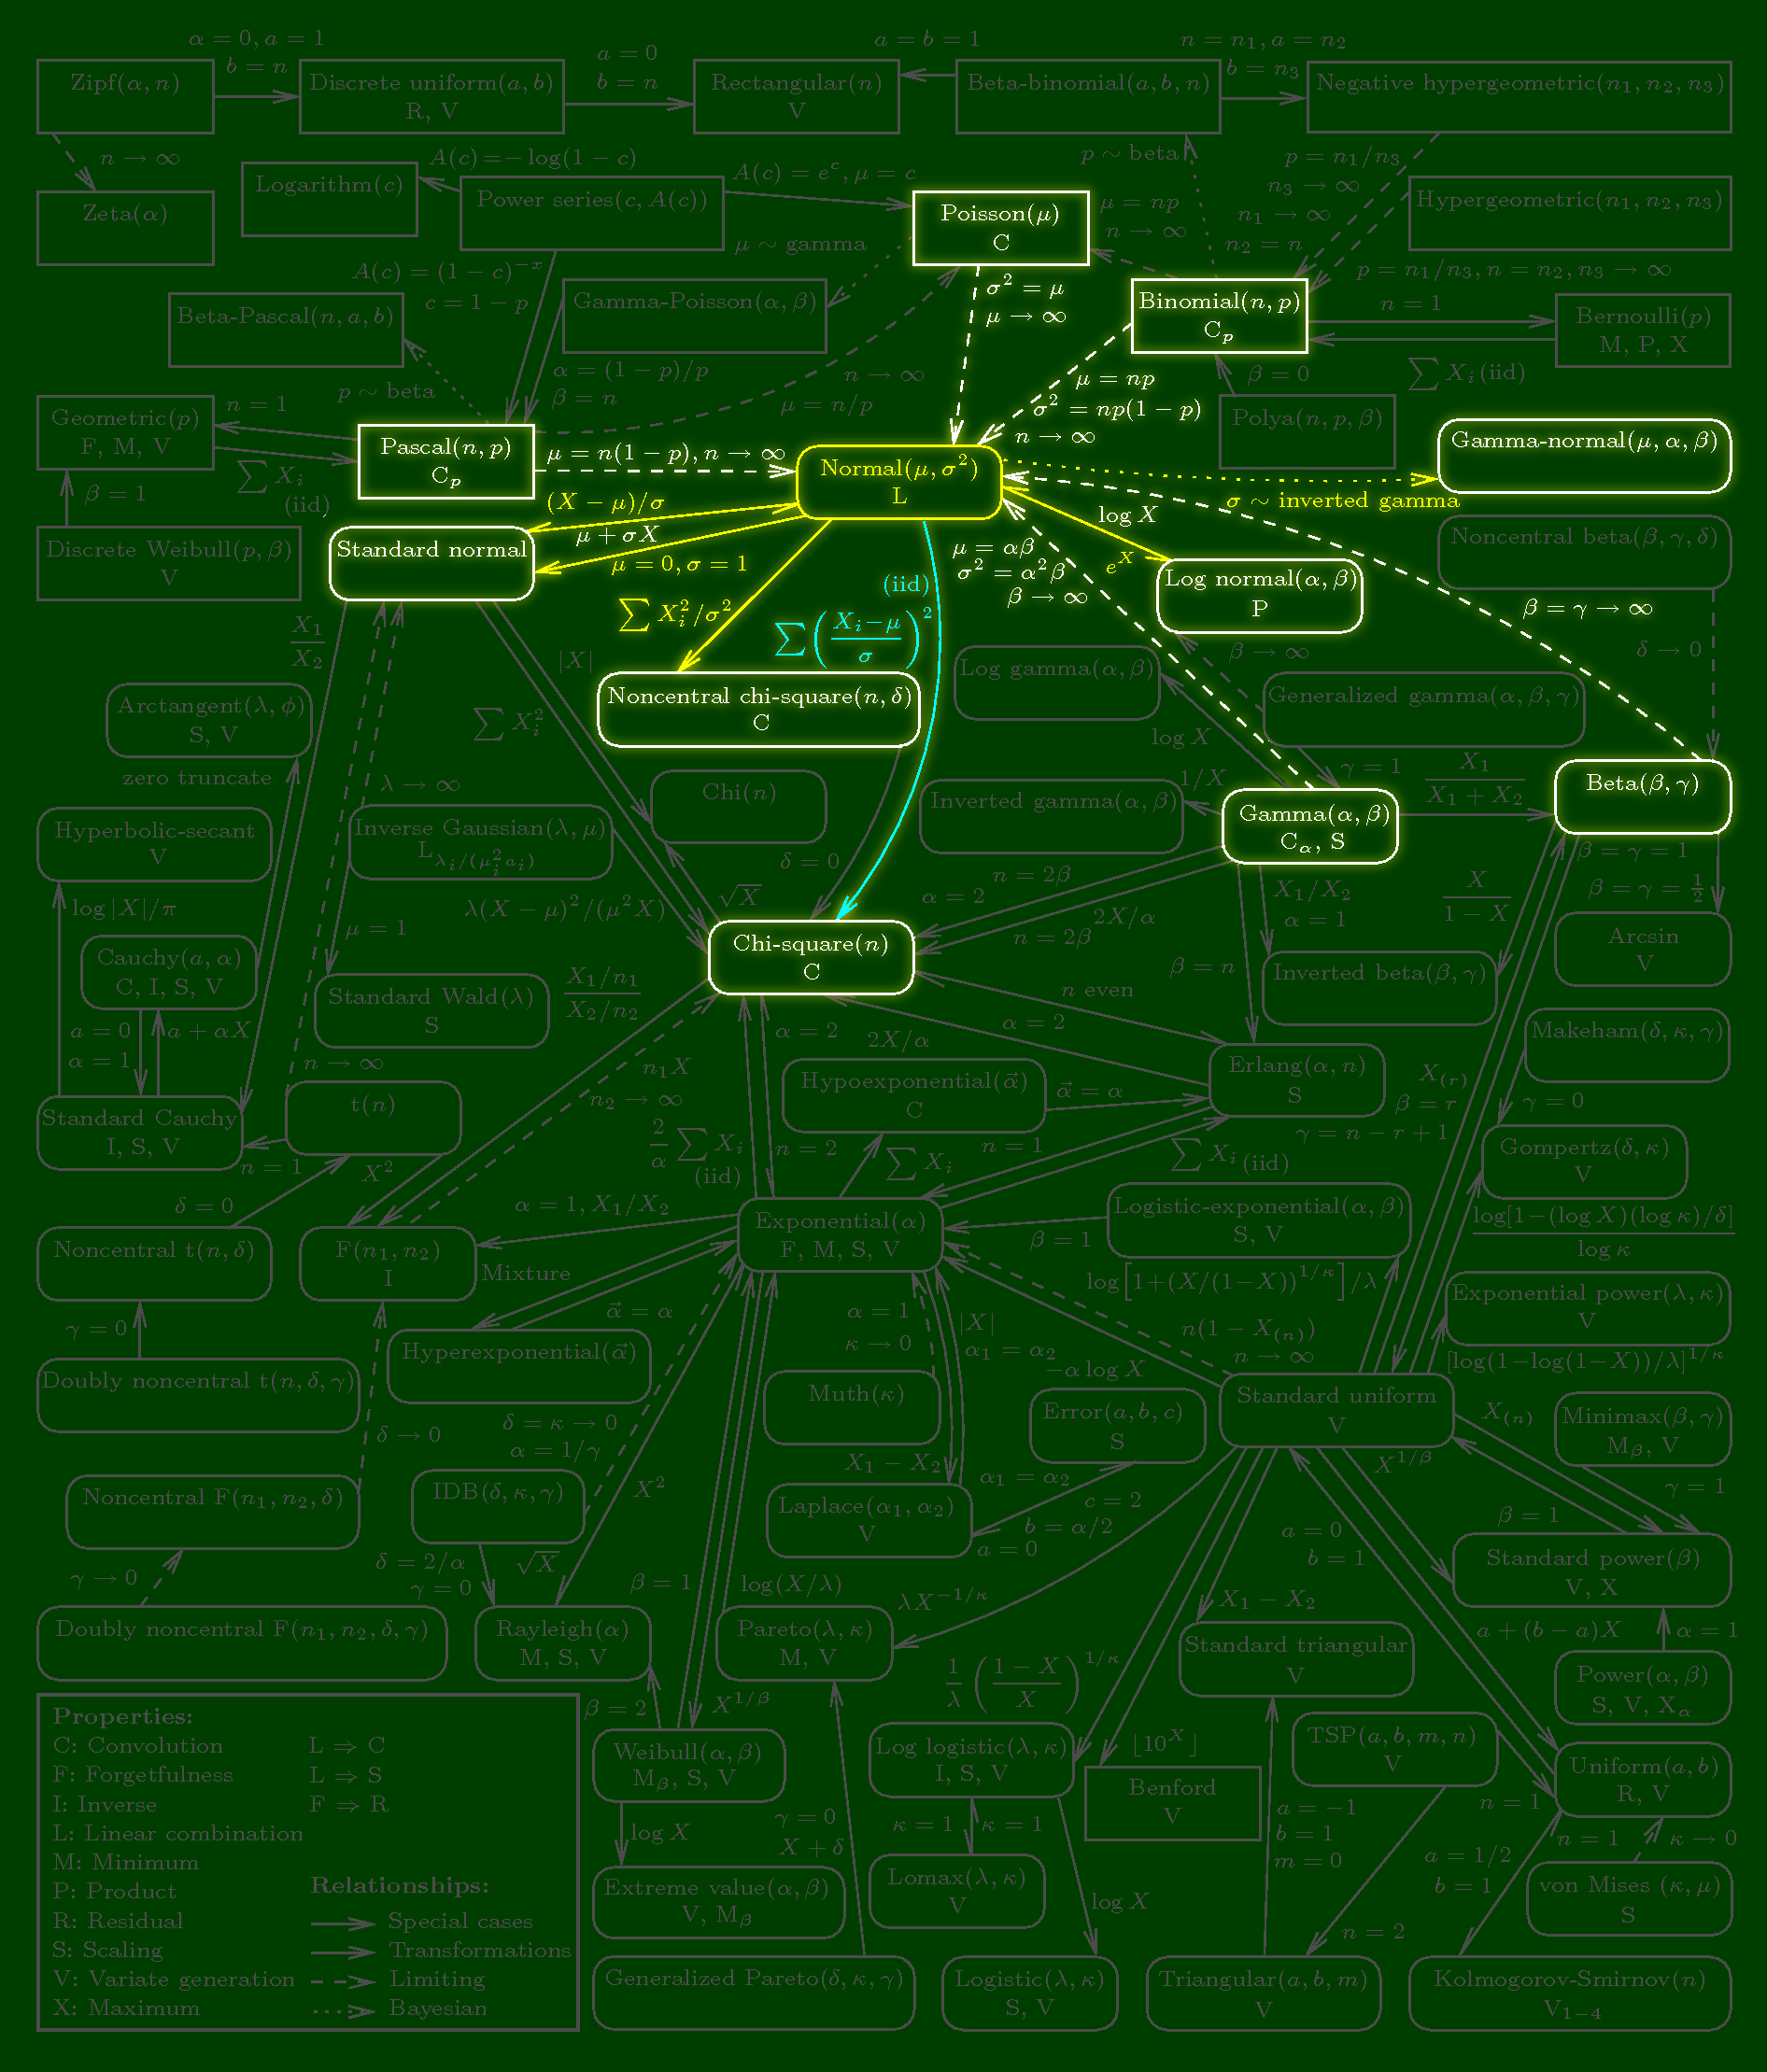 α = 0, a = 1
b = n
a = 0
b = n
a = b = 1
n = n₁, a = n₂
b = n₃
Zipf(α, n)
Discrete uniform(a, b)
R, V
Rectangular(n)
V
Beta-binomial(a, b, n)
Negative hypergeometric(n₁, n₂, n₃)
n → ∞
A(c) = − log(1 − c)
A(c) = eᶜ, μ = c
p ∼ beta
p = n₁/n₃
n₃ → ∞
Zeta(α)
Logarithm(c)
Power series(c, A(c))
Poisson(μ)
C
μ = np
n → ∞
n₁ → ∞
n₂ = n
Hypergeometric(n₁, n₂, n₃)
μ ∼ gamma
A(c) = (1 − c)⁻ˣ
c = 1 − p
σ² = μ
μ → ∞
p = n₁/n₃, n = n₂, n₃ → ∞
Beta-Pascal(n, a, b)
Gamma-Poisson(α, β)
Binomial(n, p)
Cₚ
n = 1
Bernoulli(p)
M, P, X
∑ Xᵢ (iid)
p ∼ beta
α = (1 − p)/p
β = n
n → ∞
μ = n/p
μ = np
σ² = np(1 − p)
n → ∞
β = 0
Polya(n, p, β)
Geometric(p)
F, M, V
n = 1
∑ Xᵢ
(iid)
Pascal(n, p)
Cₚ
μ = n(1 − p), n → ∞
Normal(μ, σ²)
L
Gamma-normal(μ, α, β)
σ ∼ inverted gamma
β = 1
Discrete Weibull(p, β)
V
Standard normal
(X − μ)/σ
μ + σX
μ = 0, σ = 1
log X
eˣ
μ = αβ
σ² = α²β
β → ∞
Log normal(α, β)
P
Noncentral beta(β, γ, δ)
β = γ → ∞
δ → 0
X₁
X₂
|X|
∑ Xᵢ²/σ²
(iid)
∑ (Xᵢ−μ / σ)²
Noncentral chi-square(n, δ)
C
Log gamma(α, β)
β → ∞
Generalized gamma(α, β, γ)
Arctangent(λ, φ)
S, V
∑ Xᵢ²
log X
γ = 1
X₁
X₁ + X₂
zero truncate
λ → ∞
Chi(n)
1/X
Inverted gamma(α, β)
Gamma(α, β)
C_α, S
Beta(β, γ)
Hyperbolic-secant
V
Inverse Gaussian(λ, μ)
L_{λᵢ/(μᵢ²aᵢ)}
δ = 0
β = γ = 1
β = γ = ½
log |X|/π
λ(X − μ)²/(μ²X)
√X
α = 2
n = 2β
2X/α
n = 2β
X₁/X₂
α = 1
X
1 − X
Arcsin
V
μ = 1
Cauchy(a, α)
C, I, S, V
Chi-square(n)
C
β = n
Inverted beta(β, γ)
Standard Wald(λ)
S
X₁/n₁
X₂/n₂
n even
α = 2
a = 0
α = 1
a + αX
n → ∞
α = 2
2X/α
Makeham(δ, κ, γ)
Standard Cauchy
I, S, V
t(n)
n₁X
n₂ → ∞
Hypoexponential(α⃗)
C
α⃗ = α
Erlang(α, n)
S
X₍ᵣ₎
β = r
γ = n − r + 1
γ = 0
n = 1
X²
2/α ∑ Xᵢ
(iid)
n = 2
∑ Xᵢ
n = 1
∑ Xᵢ (iid)
Gompertz(δ, κ)
V
δ = 0
α = 1, X₁/X₂
Exponential(α)
F, M, S, V
Logistic-exponential(α, β)
S, V
β = 1
log[1−(log X)(log κ)/δ]
log κ
Noncentral t(n, δ)
F(n₁, n₂)
I
Mixture
log[1+(X/(1−X))^{1/κ}]/λ
Exponential power(λ, κ)
V
γ = 0
α⃗ = α
α = 1
κ → 0
|X|
α₁ = α₂
n(1 − X₍ₙ₎)
n → ∞
[log(1−log(1−X))/λ]^{1/κ}
Hyperexponential(α⃗)
−α log X
Doubly noncentral t(n, δ, γ)
Muth(κ)
Error(a, b, c)
S
Standard uniform
V
X₍ₙ₎
Minimax(β, γ)
M_β, V
δ → 0
δ = κ → 0
α = 1/γ
X²
X₁ − X₂
α₁ = α₂
X^{1/β}
γ = 1
Noncentral F(n₁, n₂, δ)
IDB(δ, κ, γ)
Laplace(α₁, α₂)
V
c = 2
b = α/2
a = 0
a = 0
b = 1
β = 1
Standard power(β)
V, X
γ → 0
δ = 2/α
γ = 0
√X
β = 1
log(X/λ)
λX^{−1/κ}
X₁ − X₂
Doubly noncentral F(n₁, n₂, δ, γ)
Rayleigh(α)
M, S, V
Pareto(λ, κ)
M, V
Standard triangular
V
a + (b − a)X
α = 1
1/λ (1 − X / X)^{1/κ}
Power(α, β)
S, V, X_α
β = 2
X^{1/β}
Weibull(α, β)
M_β, S, V
Log logistic(λ, κ)
I, S, V
⌊10ˣ⌋
Benford
V
TSP(a, b, m, n)
V
Uniform(a, b)
R, V
log X
γ = 0
X + δ
κ = 1
κ = 1
a = −1
b = 1
m = 0
n = 1
n = 1
κ → 0
a = 1/2
b = 1
Extreme value(α, β)
V, M_β
Lomax(λ, κ)
V
log X
von Mises (κ, μ)
S
n = 2
Generalized Pareto(δ, κ, γ)
Logistic(λ, κ)
S, V
Triangular(a, b, m)
V
Kolmogorov-Smirnov(n)
V₁₋₄
Properties:
C: Convolution
L ⇒ C
F: Forgetfulness
L ⇒ S
I: Inverse
F ⇒ R
L: Linear combination
M: Minimum
P: Product
R: Residual
S: Scaling
V: Variate generation
X: Maximum
Relationships:
Special cases
Transformations
Limiting
Bayesian